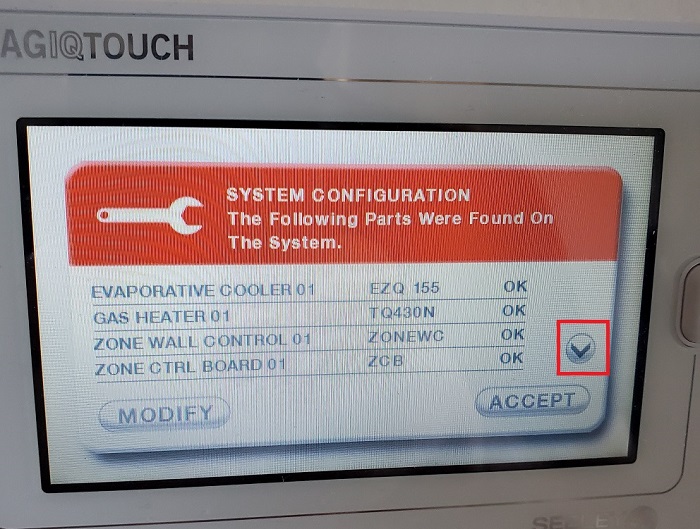 AGIQTOUCH
SYSTEM CONFIGURATION
The Following Parts Were Found On
The System.
EVAPORATIVE COOLER 01 EZQ 155 OK
GAS HEATER 01 TQ430N OK
ZONE WALL CONTROL 01 ZONEWC OK
ZONE CTRL BOARD 01 ZCB OK
MODIFY ACCEPT